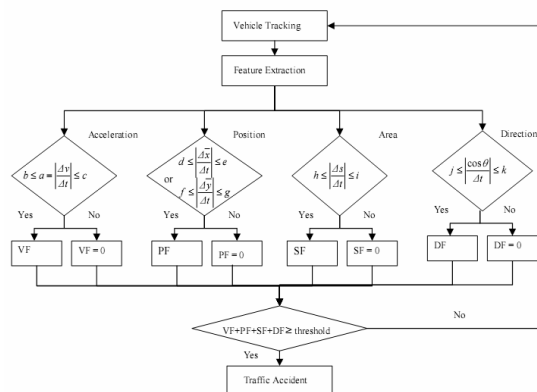 Vehicle Tracking
Feature Extraction
Acceleration
Position
Area
Direction
b ≤ a = |Δv/Δt| ≤ c
d ≤ |Δx̄/Δt| ≤ e
or
f ≤ |Δȳ/Δt| ≤ g
h ≤ |Δs/Δt| ≤ i
j ≤ |cos θ/Δt| ≤ k
Yes No Yes No Yes No Yes No
VF VF = 0 PF PF = 0 SF SF = 0 DF DF = 0
VF+PF+SF+DF ≥ threshold
No
Yes
Traffic Accident